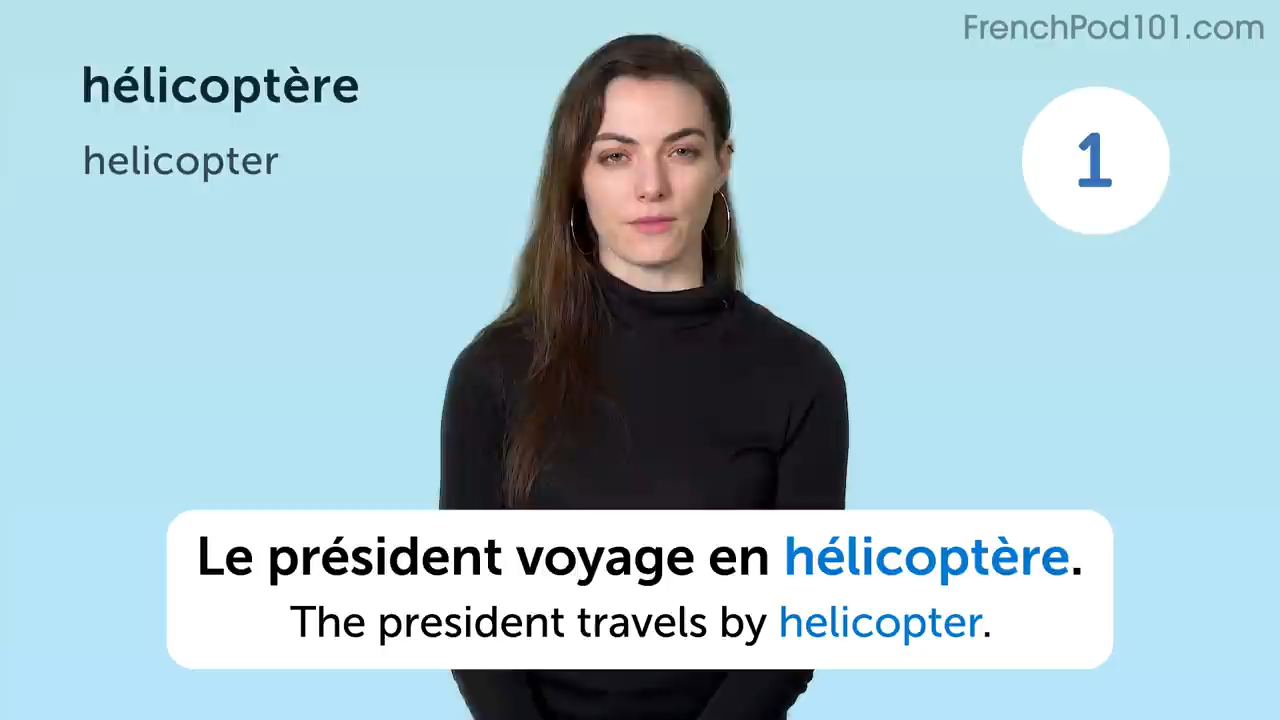 FrenchPod101.com
hélicoptère
helicopter
1
Le président voyage en hélicoptère.
The president travels by helicopter.